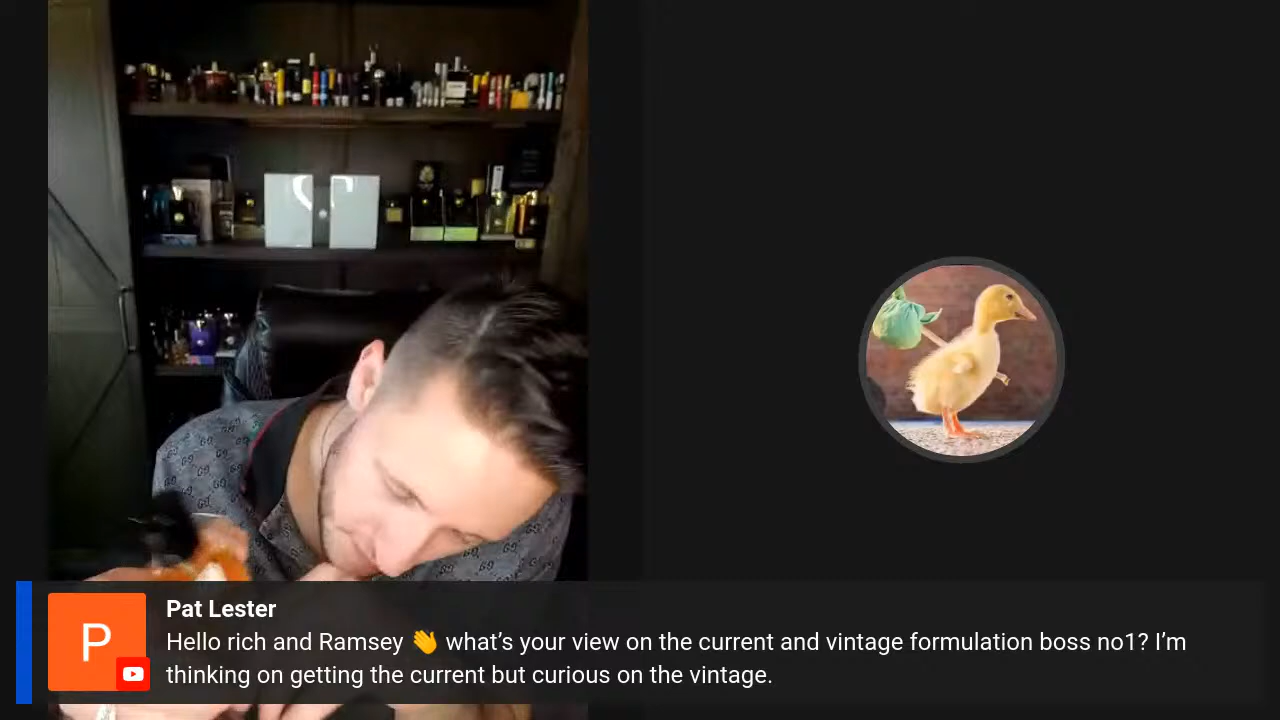 Pat Lester
P
Hello rich and Ramsey 👋 what's your view on the current and vintage formulation boss no1? I'm
thinking on getting the current but curious on the vintage.